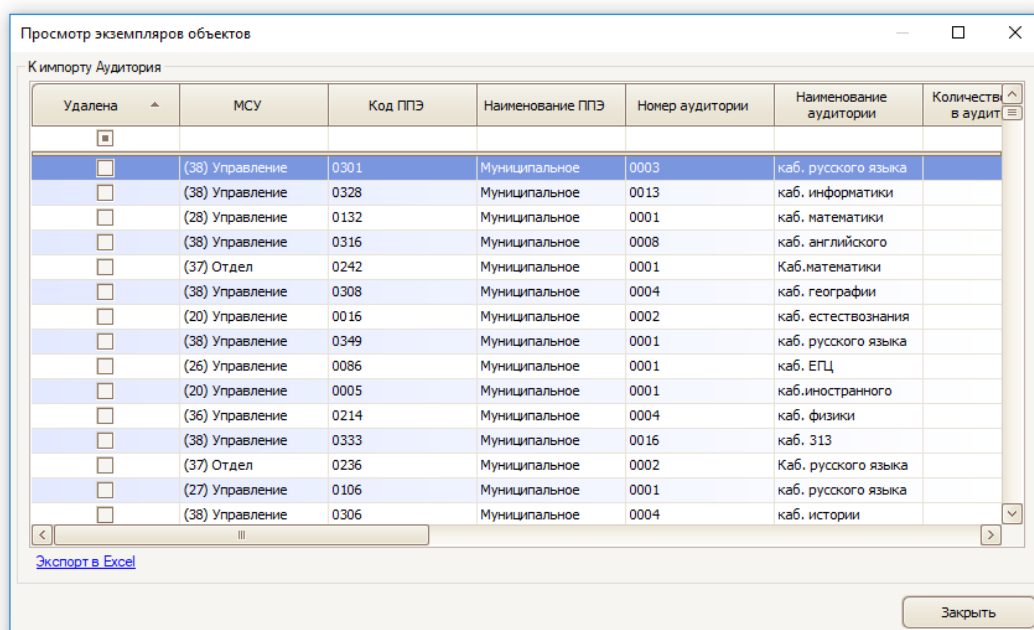 Просмотр экземпляров объектов
К импорту Аудитория
Удалена МСУ Код ППЭ Наименование ППЭ Номер аудитории Наименование аудитории Количеств в аудит
(38) Управление 0301 Муниципальное 0003 каб. русского языка
(38) Управление 0328 Муниципальное 0013 каб. информатики
(28) Управление 0132 Муниципальное 0001 каб. математики
(38) Управление 0316 Муниципальное 0008 каб. английского
(37) Отдел 0242 Муниципальное 0001 Каб.математики
(38) Управление 0308 Муниципальное 0004 каб. географии
(20) Управление 0016 Муниципальное 0002 каб. естествознания
(38) Управление 0349 Муниципальное 0001 каб. русского языка
(26) Управление 0086 Муниципальное 0001 каб. ЕГЦ
(20) Управление 0005 Муниципальное 0001 каб.иностранного
(36) Управление 0214 Муниципальное 0004 каб. физики
(38) Управление 0333 Муниципальное 0016 каб. 313
(37) Отдел 0236 Муниципальное 0002 Каб. русского языка
(27) Управление 0106 Муниципальное 0001 каб. русского языка
(38) Управление 0306 Муниципальное 0004 каб. истории
Экспорт в Excel
Закрыть